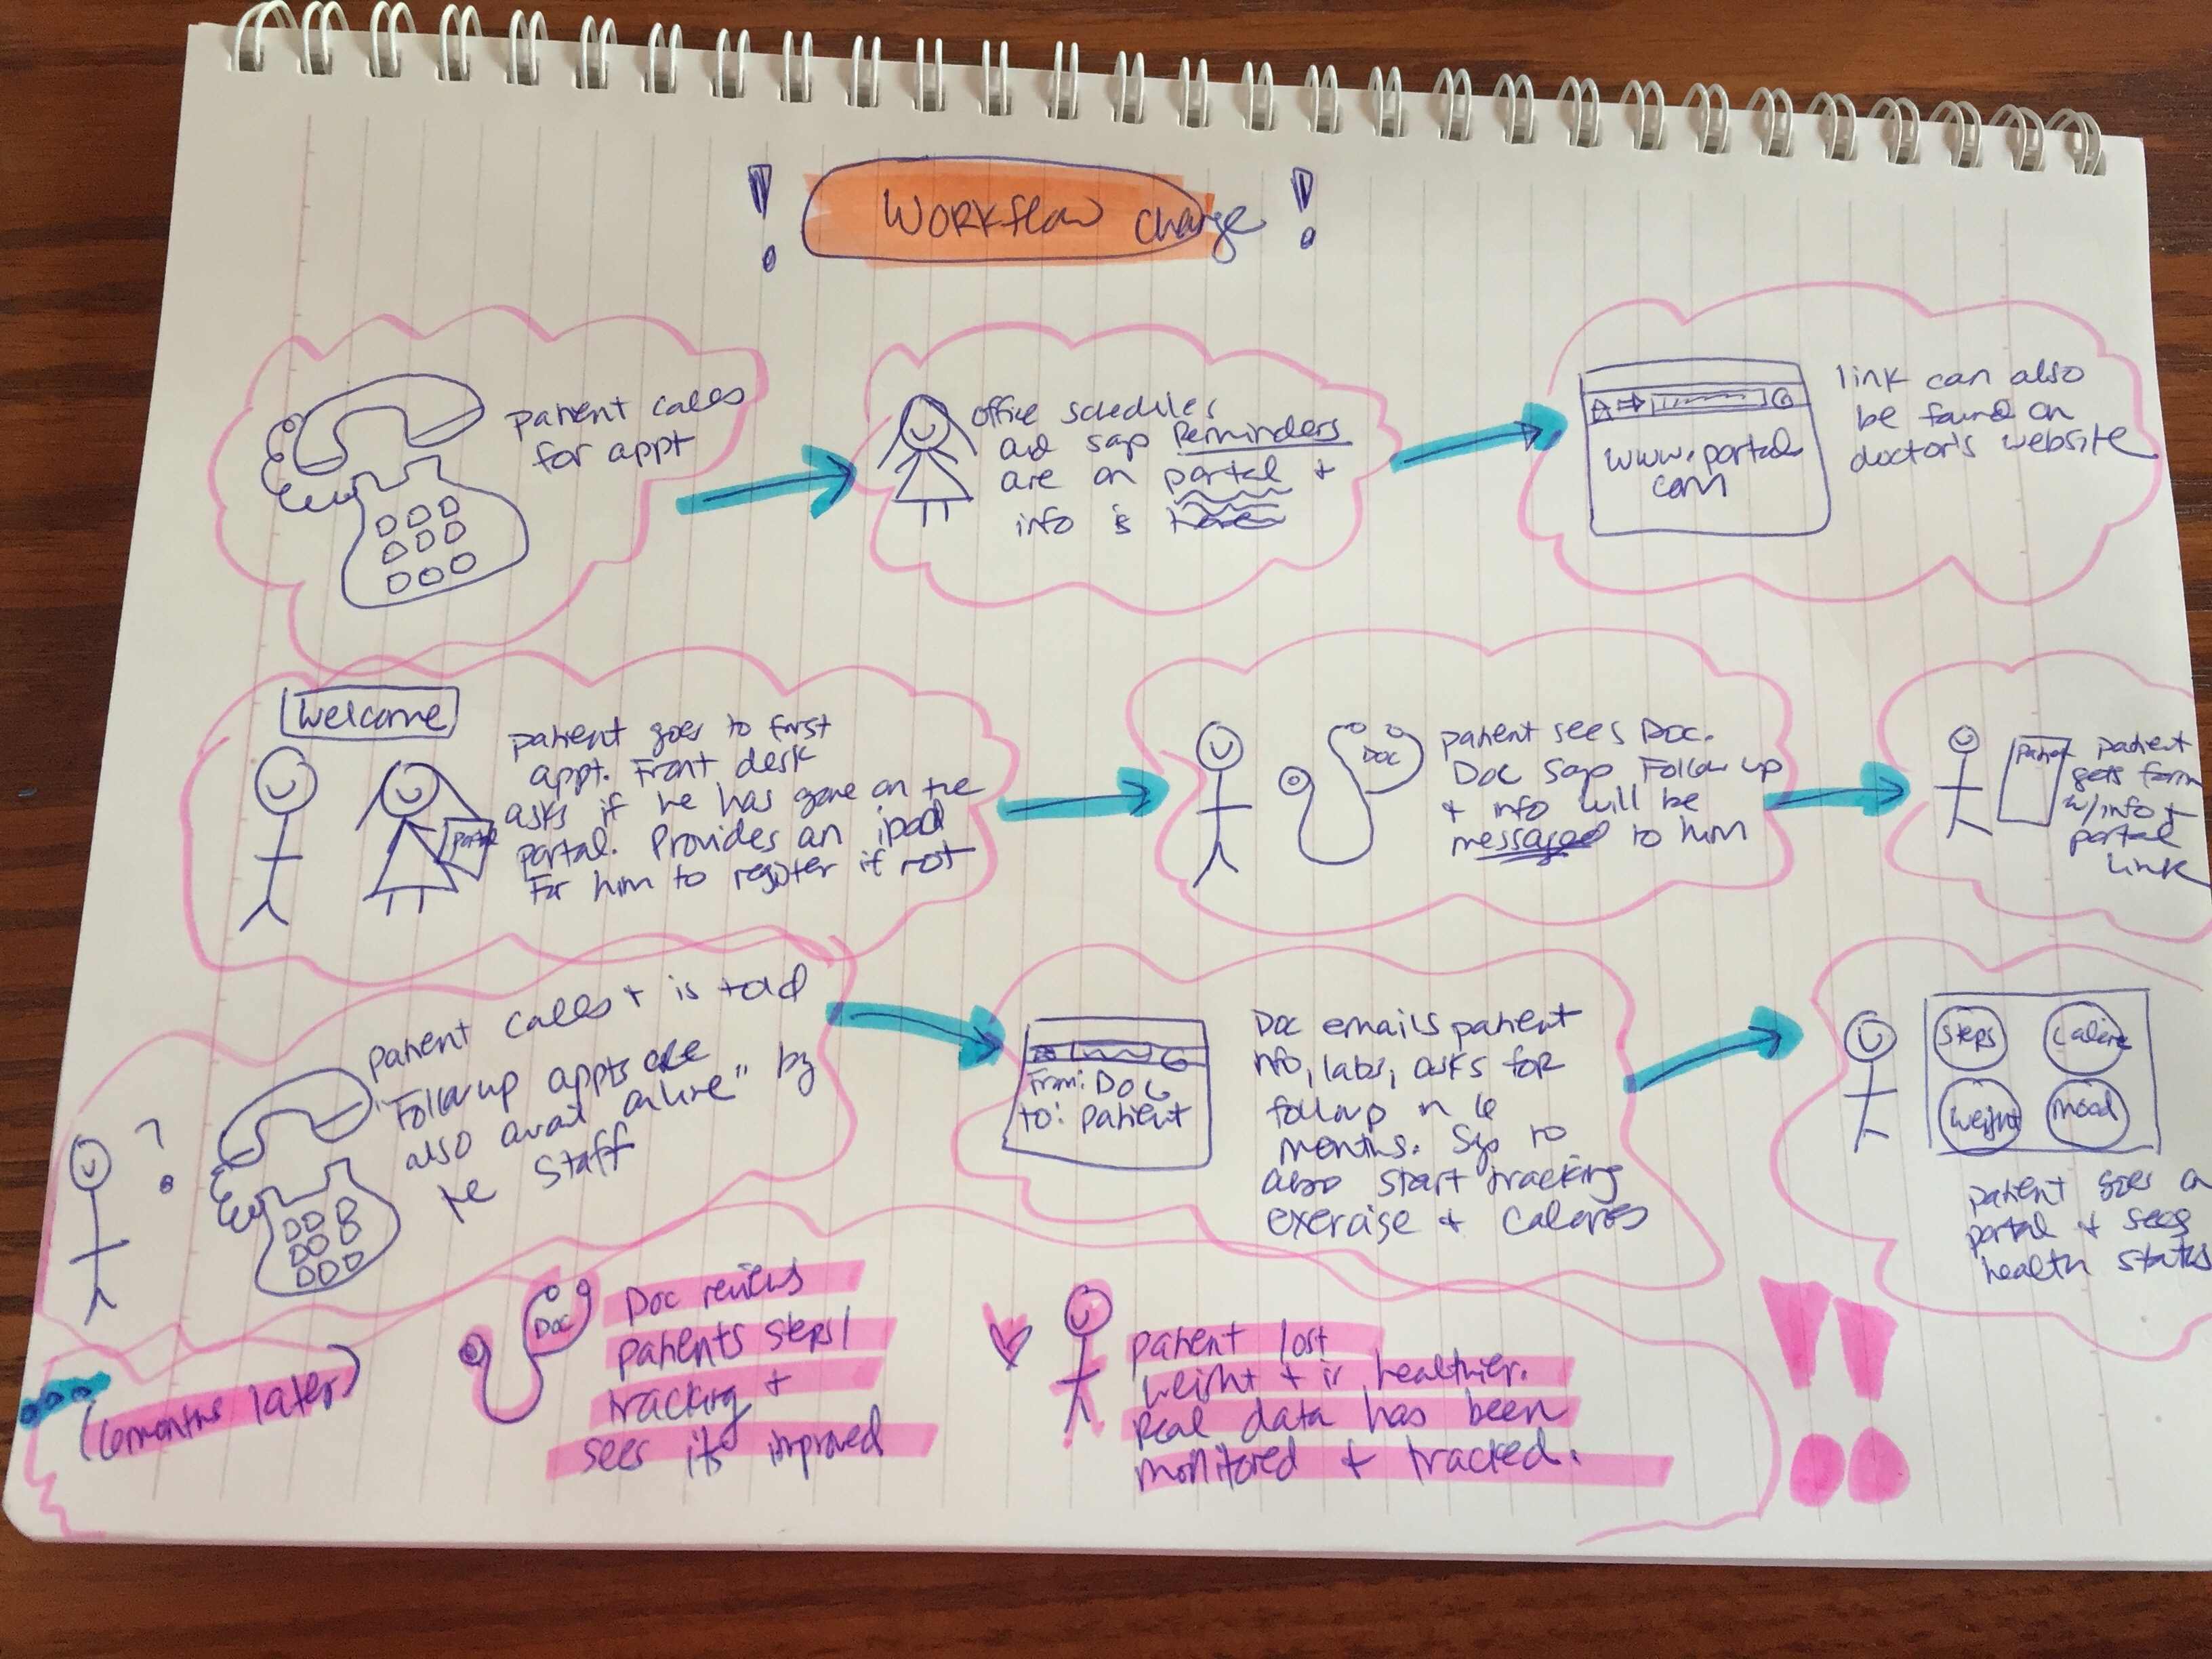 ! Workflow change !
patient calls
for appt
office schedules
and says Reminders
are on portal +
info is here
www.portal.
com
link can also
be found on
doctor's website
Welcome
portal
patient goes to first
appt. Front desk
asks if he has gone on the
portal. Provides an ipad
For him to register if not
DOC
patient sees Doc.
Doc says Follow up
+ info will be
messaged to him
patient
gets form
w/info +
portal
link
?
patient calls + is told
"Followup appts are
also avail online" by
the staff
From: Doc
to: patient
Doc emails patient
info, labs, asks for
followup in 6
months. Says to
also start tracking
exercise + calories
Steps
Calorie
weight
mood
patient goes on
portal + sees
health status
(6 months later)
DOC
Doc reviews
patients steps/
tracking +
sees its improved
patient lost
weight + is healthier.
Real data has been
monitored + tracked.
!!